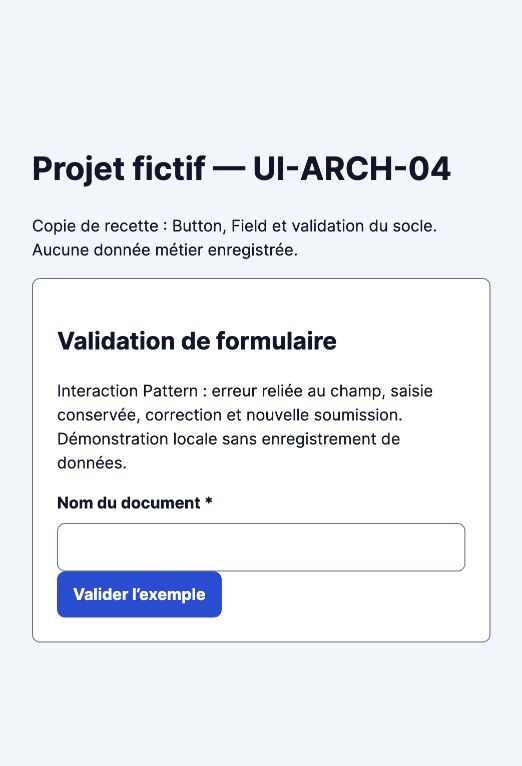 Projet fictif — UI-ARCH-04
Copie de recette : Button, Field et validation du socle.
Aucune donnée métier enregistrée.
Validation de formulaire
Interaction Pattern : erreur reliée au champ, saisie
conservée, correction et nouvelle soumission.
Démonstration locale sans enregistrement de
données.
Nom du document *
Valider l’exemple